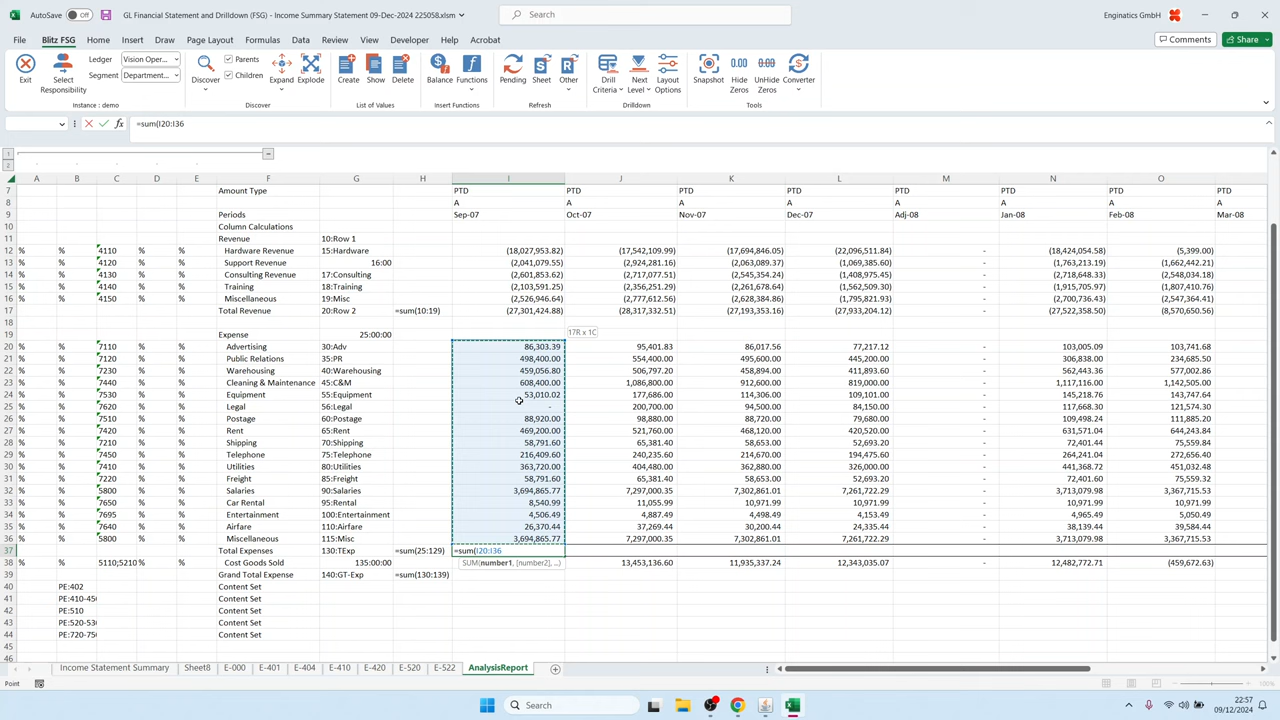 AutoSave Off GL Financial Statement and Drilldown (FSG) - Income Summary Statement 09-Dec-2024 225058.xlsm Search Enginatics GmbH
File Blitz FSG Home Insert Draw Page Layout Formulas Data Review View Developer Help Acrobat Comments Share
Exit Select Responsibility Ledger Vision Oper... Segment Department... Instance : demo
Discover Parents Children Expand Explode Discover
Create Show Delete List of Values
Balance Functions Insert Functions
Pending Sheet Other Refresh
Drill Criteria Next Level Layout Options Drilldown
Snapshot Hide Zeros UnHide Zeros Converter Tools
fx =sum(I20:I36
1
2
A B C D E F G H I J K L M N O
7 Amount Type PTD PTD PTD PTD PTD PTD PTD PTD
8 A A A A A A A A
9 Periods Sep-07 Oct-07 Nov-07 Dec-07 Adj-08 Jan-08 Feb-08 Mar-08
10 Column Calculations
11 Revenue 10:Row 1
12 % % 4110 % % Hardware Revenue 15:Hardware (18,027,953.82) (17,542,109.99) (17,694,846.05) (22,096,511.84) - (18,424,054.58) (5,399.00)
13 % % 4120 % % Support Revenue 16:00 (2,041,079.55) (2,924,281.16) (2,063,089.37) (1,069,385.60) - (1,763,213.19) (1,662,442.21)
14 % % 4130 % % Consulting Revenue 17:Consulting (2,601,853.62) (2,717,077.51) (2,545,354.24) (1,408,975.45) - (2,718,648.33) (2,548,034.18)
15 % % 4140 % % Training 18:Training (2,103,591.25) (2,356,251.29) (2,261,678.64) (1,562,509.30) - (1,915,705.97) (1,807,410.76)
16 % % 4150 % % Miscellaneous 19:Misc (2,526,946.64) (2,777,612.56) (2,628,384.86) (1,795,821.93) - (2,700,736.43) (2,547,364.41)
17 Total Revenue 20:Row 2 =sum(10:19) (27,301,424.88) (28,317,332.51) (27,193,353.16) (27,933,204.12) - (27,522,358.50) (8,570,650.56)
18
19 Expense 25:00:00 17R x 1C
20 % % 7110 % % Advertising 30:Adv 86,303.39 95,401.83 86,017.56 77,217.12 - 103,005.09 103,741.68
21 % % 7120 % % Public Relations 35:PR 498,400.00 554,400.00 495,600.00 445,200.00 - 306,838.00 234,685.50
22 % % 7230 % % Warehousing 40:Warehousing 459,056.80 506,797.20 458,894.00 411,893.60 - 562,443.36 577,002.86
23 % % 7440 % % Cleaning & Maintenance 45:C&M 608,400.00 1,086,800.00 912,600.00 819,000.00 - 1,117,116.00 1,142,505.00
24 % % 7530 % % Equipment 55:Equipment 53,010.02 177,686.00 114,306.00 109,101.00 - 145,218.76 143,747.64
25 % % 7620 % % Legal 56:Legal - 200,700.00 94,500.00 84,150.00 - 117,668.30 121,574.30
26 % % 7510 % % Postage 60:Postage 88,920.00 98,880.00 88,720.00 79,680.00 - 109,498.24 111,885.20
27 % % 7420 % % Rent 65:Rent 469,200.00 521,760.00 468,120.00 420,520.00 - 631,571.04 644,243.84
28 % % 7210 % % Shipping 70:Shipping 58,791.60 65,381.40 58,653.00 52,693.20 - 72,401.44 75,559.84
29 % % 7450 % % Telephone 75:Telephone 216,409.60 240,235.60 214,670.00 194,475.60 - 264,241.04 272,656.40
30 % % 7410 % % Utilities 80:Utilities 363,720.00 404,480.00 362,880.00 326,000.00 - 441,368.72 451,032.48
31 % % 7220 % % Freight 85:Freight 58,791.60 65,381.40 58,653.00 52,693.20 - 72,401.60 75,559.84
32 % % 5800 % % Salaries 90:Salaries 3,694,865.77 7,297,035.35 7,302,861.01 7,261,722.29 - 3,713,079.98 3,367,715.53
33 % % 7650 % % Car Rental 95:Rental 8,540.99 11,055.99 10,971.99 10,971.99 - 10,971.99 10,971.99
34 % % 7695 % % Entertainment 100:Entertainment 4,506.49 4,887.49 4,496.49 4,153.49 - 4,965.49 5,050.49
35 % % 7640 % % Airfare 110:Airfare 26,370.44 37,269.44 30,200.44 24,335.44 - 38,139.44 39,584.44
36 % % 5800 % % Miscellaneous 115:Misc 3,694,865.77 7,297,035.35 7,302,861.01 7,261,722.29 - 3,713,079.98 3,367,715.53
37 Total Expenses 130:TExp =sum(25:129) =sum(I20:I36
38 % % 5110;5210 % % Cost Goods Sold 135:00:00 SUM(number1, [number2], ...) 13,453,136.60 11,935,337.24 12,343,035.07 - 12,482,772.71 (459,672.63)
39 Grand Total Expense 140:GT-Exp =sum(130:139)
40 PE:402 Content Set
41 PE:410-45 Content Set
42 PE:510 Content Set
43 PE:520-53 Content Set
44 PE:720-75 Content Set
45
46
Income Statement Summary Sheet8 E-000 E-401 E-404 E-410 E-420 E-520 E-522 AnalysisReport
Point 100%
Search 22:57
09/12/2024